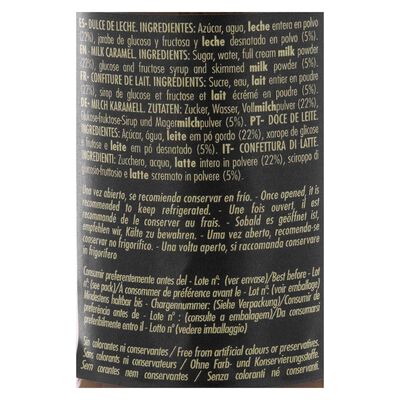 ES- DULCE DE LECHE. INGREDIENTES: Azúcar, agua, leche entera en polvo
(22%), jarabe de glucosa y fructosa y leche desnatada en polvo (5%).
EN- MILK CARAMEL. INGREDIENTS: Sugar, water, full cream milk powder
(22%), glucose and fructose syrup and skimmed milk powder (5%).
FR- CONFITURE DE LAIT. INGREDIENTS: Sucre, eau, lait entier en poudre
(22%), sirop de glucose et fructose et lait écrémé en poudre (5%).
DE- MILCH KARAMELL. ZUTATEN: Zucker, Wasser, Vollmilchpulver (22%),
Glukose-fruktose-Sirup und Magermilchpulver (5%). PT- DOCE DE LEITE.
INGREDIENTES: Açúcar, água, leite em pó gordo (22%), xarope de glicose
e frutose e leite em pó desnatado (5%). IT- CONFETTURA DI LATTE.
INGREDIENTI: Zucchero, acqua, latte intero in polvere (22%), sciroppo di
glucosio-fruttosio e latte scremato in polvere (5%).
Una vez abierto, se recomienda conservar en frío. - Once opened, it is
recommended to keep refrigerated. - Une fois ouvert, il est
recommandé de le conserver au frais. - Sobald es geöffnet ist,
empfehlen wir, Kälte zu bewahren. - Uma vez aberto, recomenda-se
conservar no frigorífico. - Una volta aperto, si raccomanda conservare
in frigorifero
Consumir preferentemente antes del - Lote nº: (ver envase)/Best before - Lot
nº: (see pack)/A consommer de préférence avant le - Lot nº: (voir emballage)/
Mindestens haltbar bis - Chargennummer: (Siehe Verpackung)/Consumir de
preferência antes de - Lote nº: (consulte a embalagem)/Da consumarsi
preferibilmente entro il - Lotto nº (vedere imballaggio)
Sin colorantes ni conservantes / Free from artificial colours or preservatives.
Sans colorants ni conservateurs / Ohne Farb- und Konservierungsstoffe.
Sem corantes nem conservantes / Senza coloranti né conservanti.